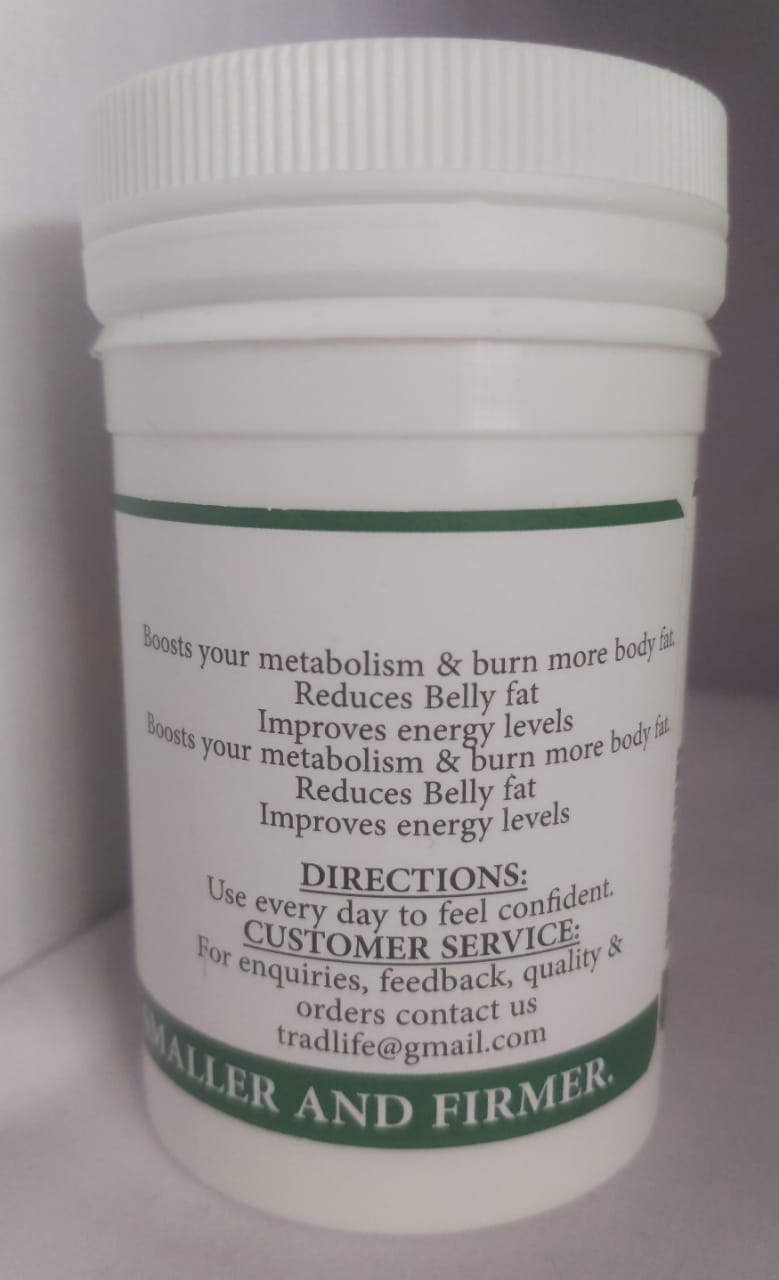 Boosts your metabolism & burn more body fat.
Reduces Belly fat
Improves energy levels
Boosts your metabolism & burn more body fat.
Reduces Belly fat
Improves energy levels
DIRECTIONS:
Use every day to feel confident.
CUSTOMER SERVICE:
For enquiries, feedback, quality &
orders contact us
tradlife@gmail.com
SMALLER AND FIRMER.